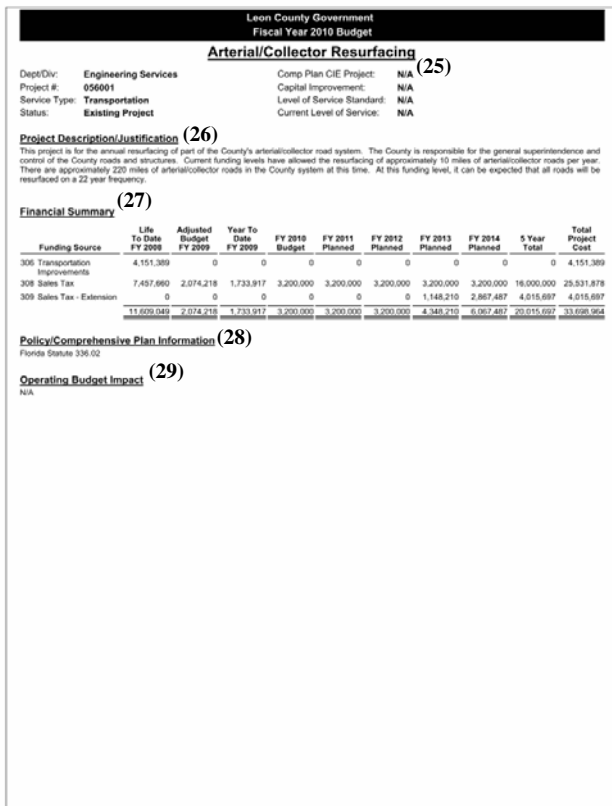 Leon County Government
Fiscal Year 2010 Budget
Arterial/Collector Resurfacing
(25)
Dept/Div: Engineering Services Comp Plan CIE Project: N/A
Project #: 056001 Capital Improvement: N/A
Service Type: Transportation Level of Service Standard: N/A
Status: Existing Project Current Level of Service: N/A
Project Description/Justification (26)
This project is for the annual resurfacing of part of the County's arterial/collector road system. The County is responsible for the general superintendence and
control of the County roads and structures. Current funding levels have allowed the resurfacing of approximately 10 miles of arterial/collector roads per year.
There are approximately 220 miles of arterial/collector roads in the County system at this time. At this funding level, it can be expected that all roads will be
resurfaced on a 22 year frequency.
Financial Summary (27)
Life Adjusted Year To Total
To Date Budget Date FY 2010 FY 2011 FY 2012 FY 2013 FY 2014 5 Year Project
Funding Source FY 2008 FY 2009 FY 2009 Budget Planned Planned Planned Planned Total Cost
306 Transportation 4,151,389 0 0 0 0 0 0 0 0 4,151,389
Improvements
308 Sales Tax 7,457,660 2,074,218 1,733,917 3,200,000 3,200,000 3,200,000 3,200,000 3,200,000 16,000,000 25,531,878
309 Sales Tax - Extension 0 0 0 0 0 0 1,148,210 2,867,487 4,015,697 4,015,697
11,609,049 2,074,218 1,733,917 3,200,000 3,200,000 3,200,000 4,348,210 6,067,487 20,015,697 33,698,964
Policy/Comprehensive Plan Information (28)
Florida Statute 336.02
Operating Budget Impact (29)
N/A